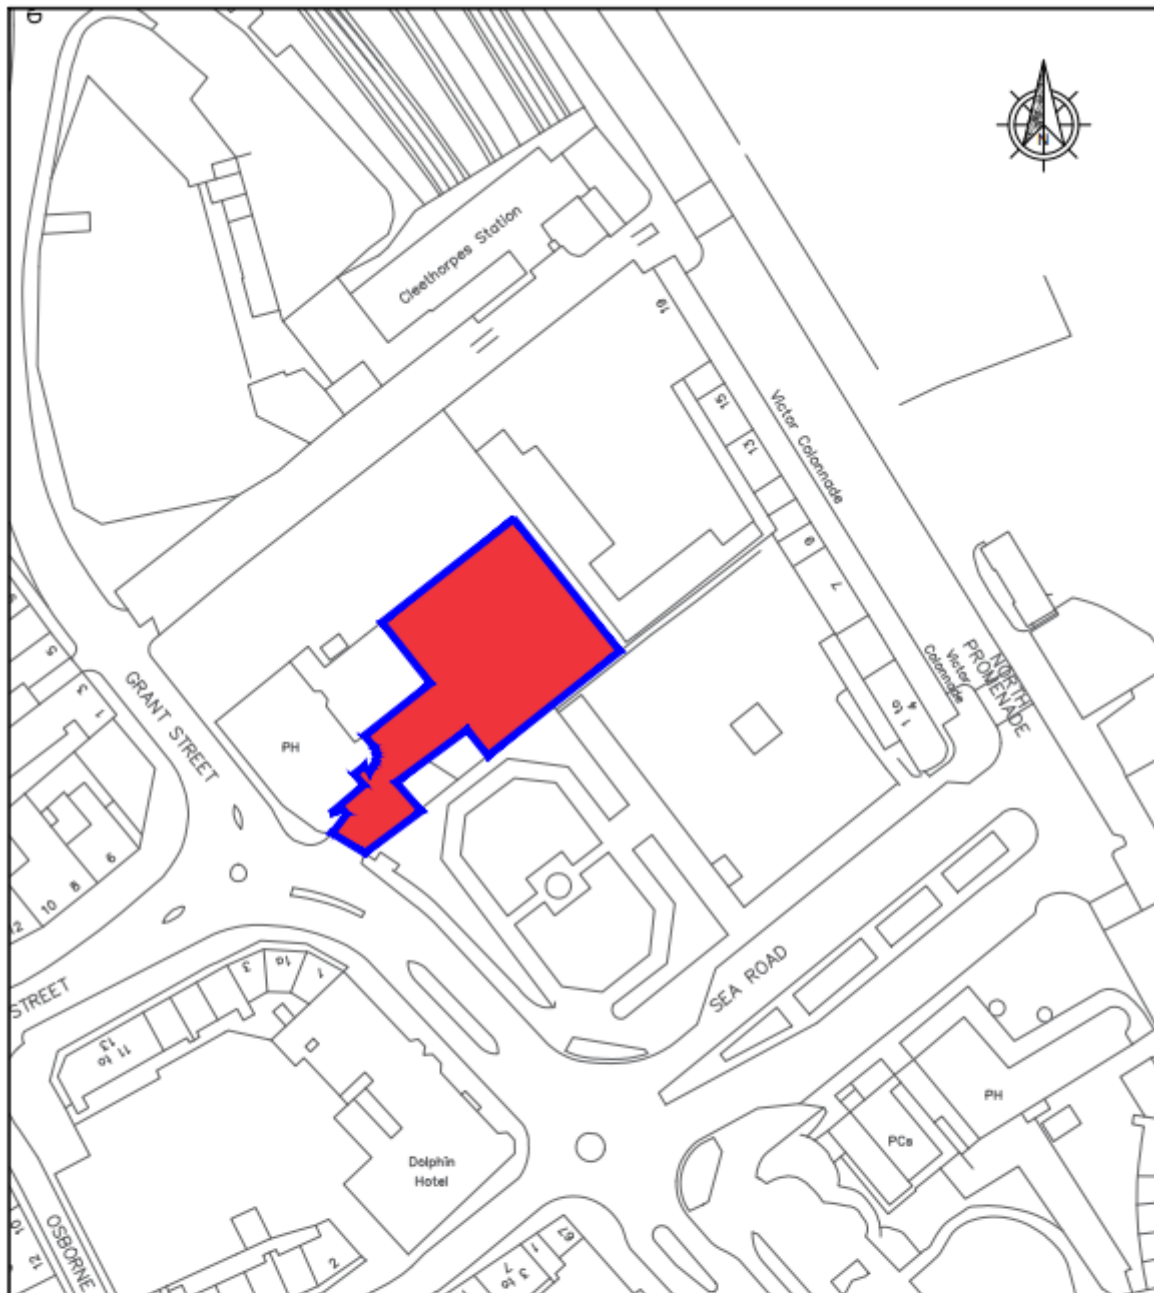 N
Cleethorpes Station
19
15
Victor Colonnade
13
9
7
5
3
1
GRANT STREET
PH
Victor
Colonnade
NORTH
PROMENADE
1 to
4
6
8
10
12
SEA ROAD
STREET
3
1a
1
11 to
13
PH
PCs
Dolphin
Hotel
OSBORNE
10
12
2
67
1
3 to
7